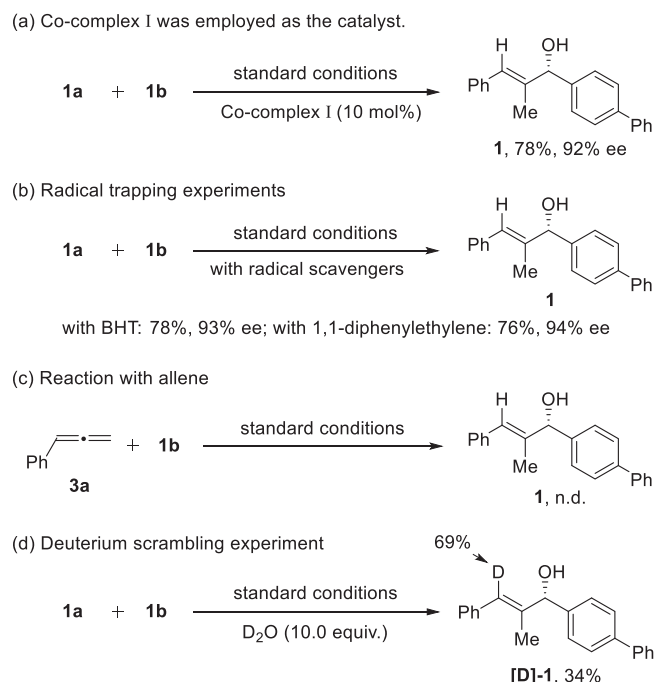 (a) Co-complex I was employed as the catalyst.
1a + 1b
standard conditions
Co-complex I (10 mol%)
H OH
Ph
Me
Ph
1, 78%, 92% ee
(b) Radical trapping experiments
1a + 1b
standard conditions
with radical scavengers
H OH
Ph
Me
Ph
1
with BHT: 78%, 93% ee; with 1,1-diphenylethylene: 76%, 94% ee
(c) Reaction with allene
Ph
3a
+ 1b
standard conditions
H OH
Ph
Me
Ph
1, n.d.
(d) Deuterium scrambling experiment
1a + 1b
standard conditions
D₂O (10.0 equiv.)
69%
D OH
Ph
Me
Ph
[D]-1, 34%